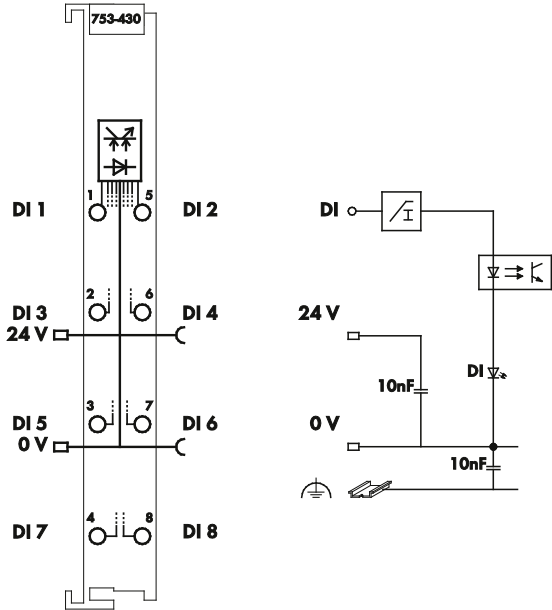 753-430
1 5
DI 1 DI 2
2 6
DI 3 DI 4
24 V
3 7
DI 5 DI 6
0 V
4 8
DI 7 DI 8
DI
I
24 V
DI
10nF
0 V
10nF